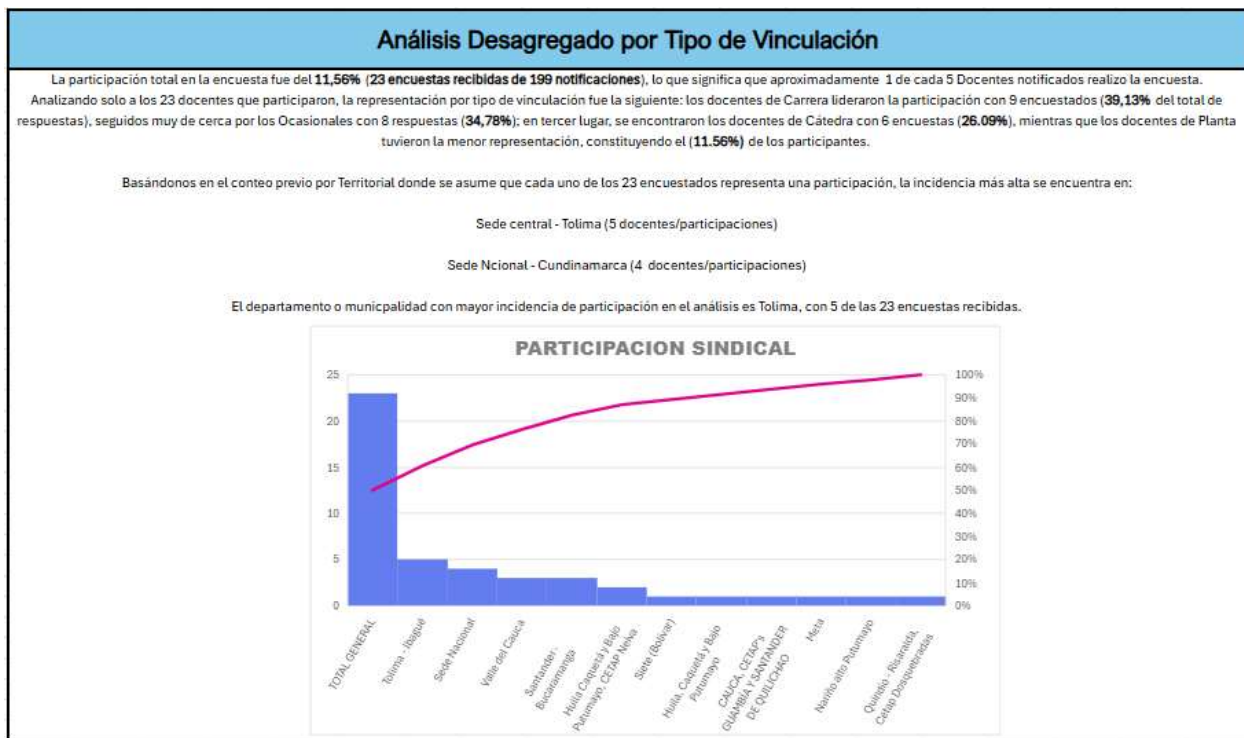 Análisis Desagregado por Tipo de Vinculación
La participación total en la encuesta fue del 11,56% (23 encuestas recibidas de 199 notificaciones), lo que significa que aproximadamente 1 de cada 5 Docentes notificados realizo la encuesta.
Analizando solo a los 23 docentes que participaron, la representación por tipo de vinculación fue la siguiente: los docentes de Carrera lideraron la participación con 9 encuestados (39,13% del total de
respuestas), seguidos muy de cerca por los Ocasionales con 8 respuestas (34,78%); en tercer lugar, se encontraron los docentes de Cátedra con 6 encuestas (26.09%), mientras que los docentes de Planta
tuvieron la menor representación, constituyendo el (11.56%) de los participantes.
Basándonos en el conteo previo por Territorial donde se asume que cada uno de los 23 encuestados representa una participación, la incidencia más alta se encuentra en:
Sede central - Tolima (5 docentes/participaciones)
Sede Ncional - Cundinamarca (4 docentes/participaciones)
El departamento o municpalidad con mayor incidencia de participación en el análisis es Tolima, con 5 de las 23 encuestas recibidas.
PARTICIPACION SINDICAL
25
20
15
10
5
0
100%
90%
80%
70%
60%
50%
40%
30%
20%
10%
0%
TOTAL GENERAL
Tolima - Ibagué
Sede Nacional
Valle del Cauca
Santander -
Bucaramanga
Huila Caquetá y Bajo
Putumayo, CETAP Neiva
Siete (Bolívar)
Huila, Caquetá y Bajo
Putumayo
CAUCA, CETAP's
GUAMBÍA Y SANTANDER
DE QUILICHAO
Meta
Nariño alto Putumayo
Quindio - Risaralda,
Cetap Dosquebradas